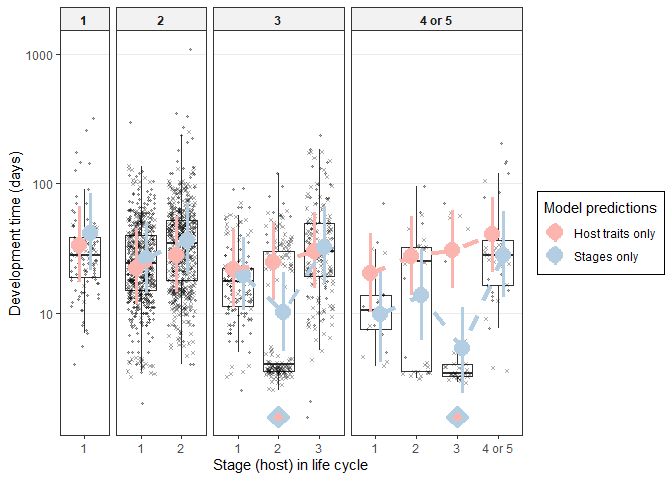 1 2 3 4 or 5
Development time (days)
1000
100
10
1 1 2 1 2 3 1 2 3 4 or 5
Stage (host) in life cycle
Model predictions
Host traits only
Stages only